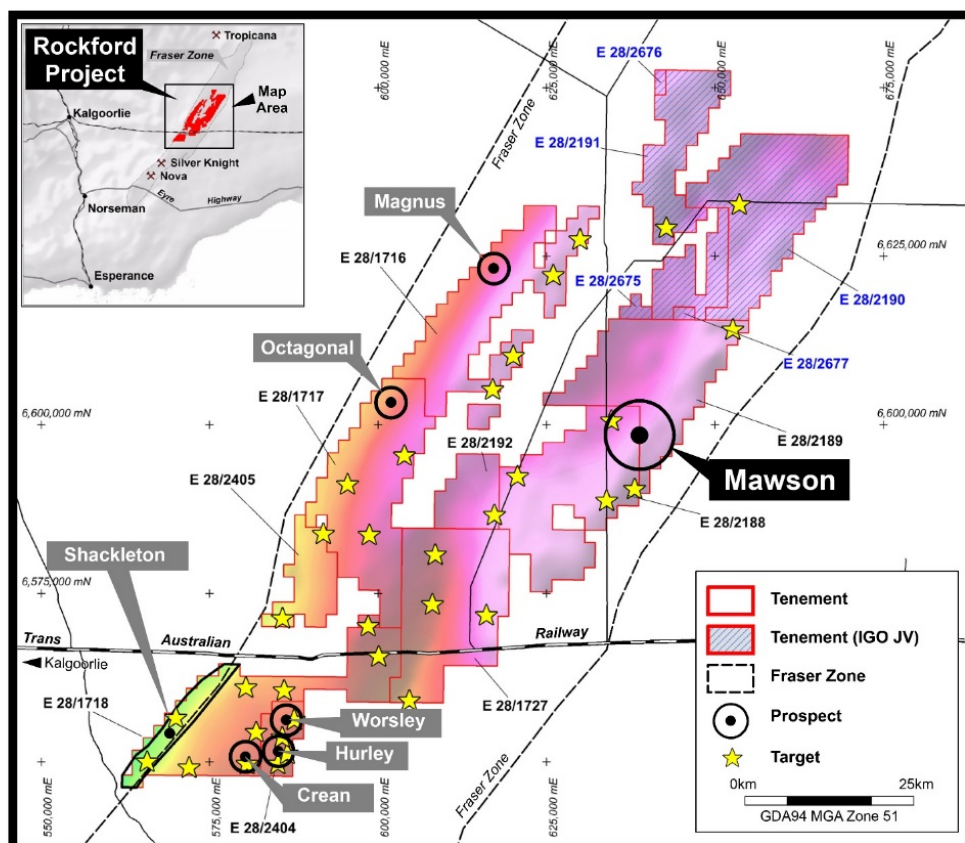 Rockford
Project
Tropicana
Fraser Zone
Map
Area
Kalgoorlie
Silver Knight
Nova
Norseman
Eyre
Highway
Esperance
600,000 mE
625,000 mE
650,000 mE
675,000 mE
E 28/2676
Fraser Zone
E 28/2191
Magnus
E 28/1716
6,625,000 mN
6,625,000 mN
E 28/2675
E 28/2190
Octagonal
E 28/2677
E 28/1717
6,600,000 mN
6,600,000 mN
E 28/2192
E 28/2189
E 28/2405
Mawson
E 28/2188
Shackleton
6,575,000 mN
Trans
Australian
Railway
Kalgoorlie
E 28/1718
E 28/1727
Worsley
Hurley
Crean
Fraser Zone
E 28/2404
550,000 mE
575,000 mE
600,000 mE
625,000 mE
Tenement
Tenement (IGO JV)
Fraser Zone
Prospect
Target
0km
25km
GDA94 MGA Zone 51